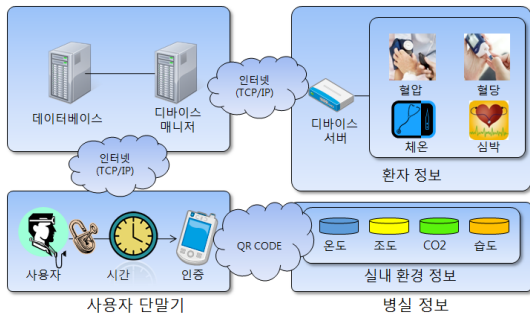 데이터베이스
디바이스
매니저
인터넷
(TCP/IP)
디바이스
서버
혈압
혈당
체온
심박
환자 정보
인터넷
(TCP/IP)
사용자
시간
인증
사용자 단말기
QR CODE
온도
조도
CO2
습도
실내 환경 정보
병실 정보